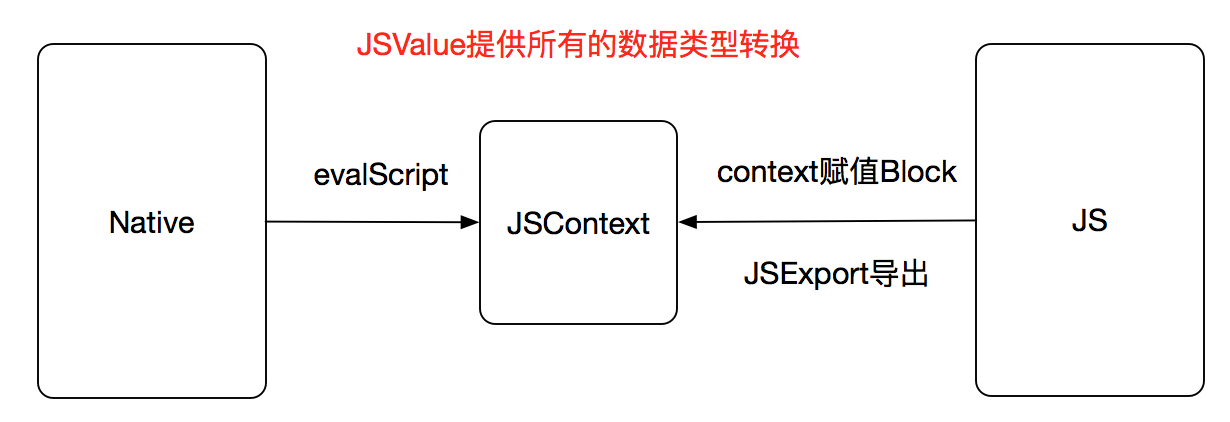 JSValue提供所有的数据类型转换
evalScript
context赋值Block
Native
JSContext
JS
JSExport导出